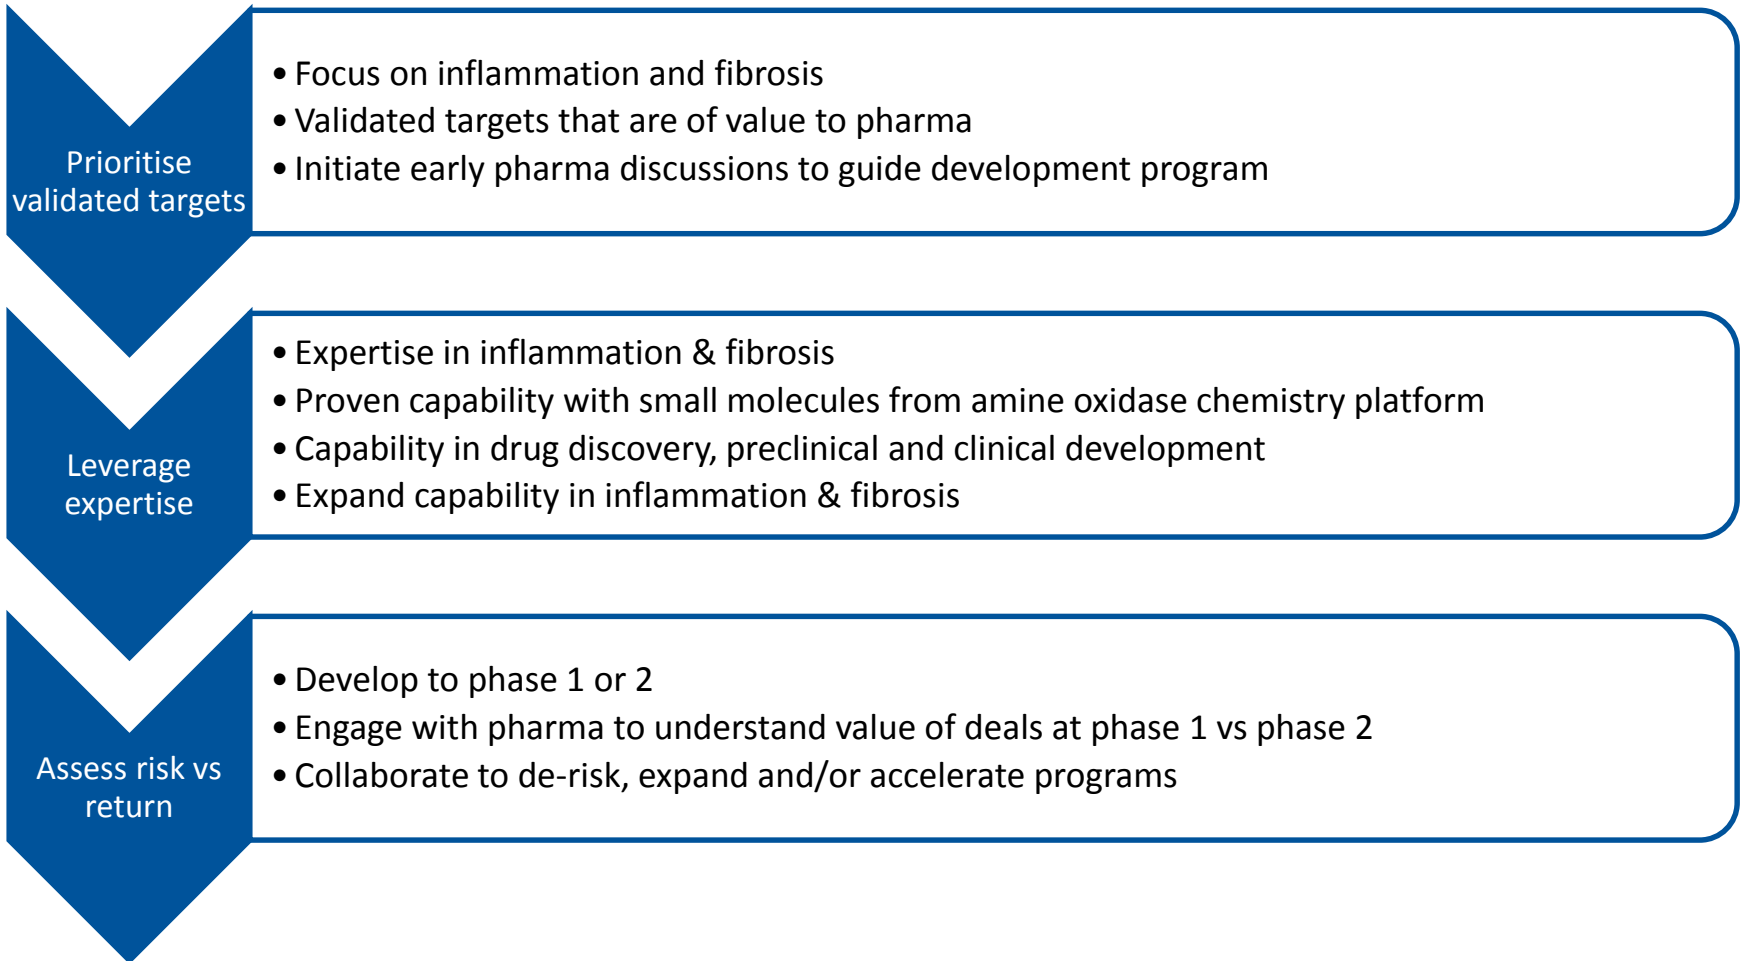 Prioritise
validated targets
• Focus on inflammation and fibrosis
• Validated targets that are of value to pharma
• Initiate early pharma discussions to guide development program
Leverage
expertise
• Expertise in inflammation & fibrosis
• Proven capability with small molecules from amine oxidase chemistry platform
• Capability in drug discovery, preclinical and clinical development
• Expand capability in inflammation & fibrosis
Assess risk vs
return
• Develop to phase 1 or 2
• Engage with pharma to understand value of deals at phase 1 vs phase 2
• Collaborate to de-risk, expand and/or accelerate programs